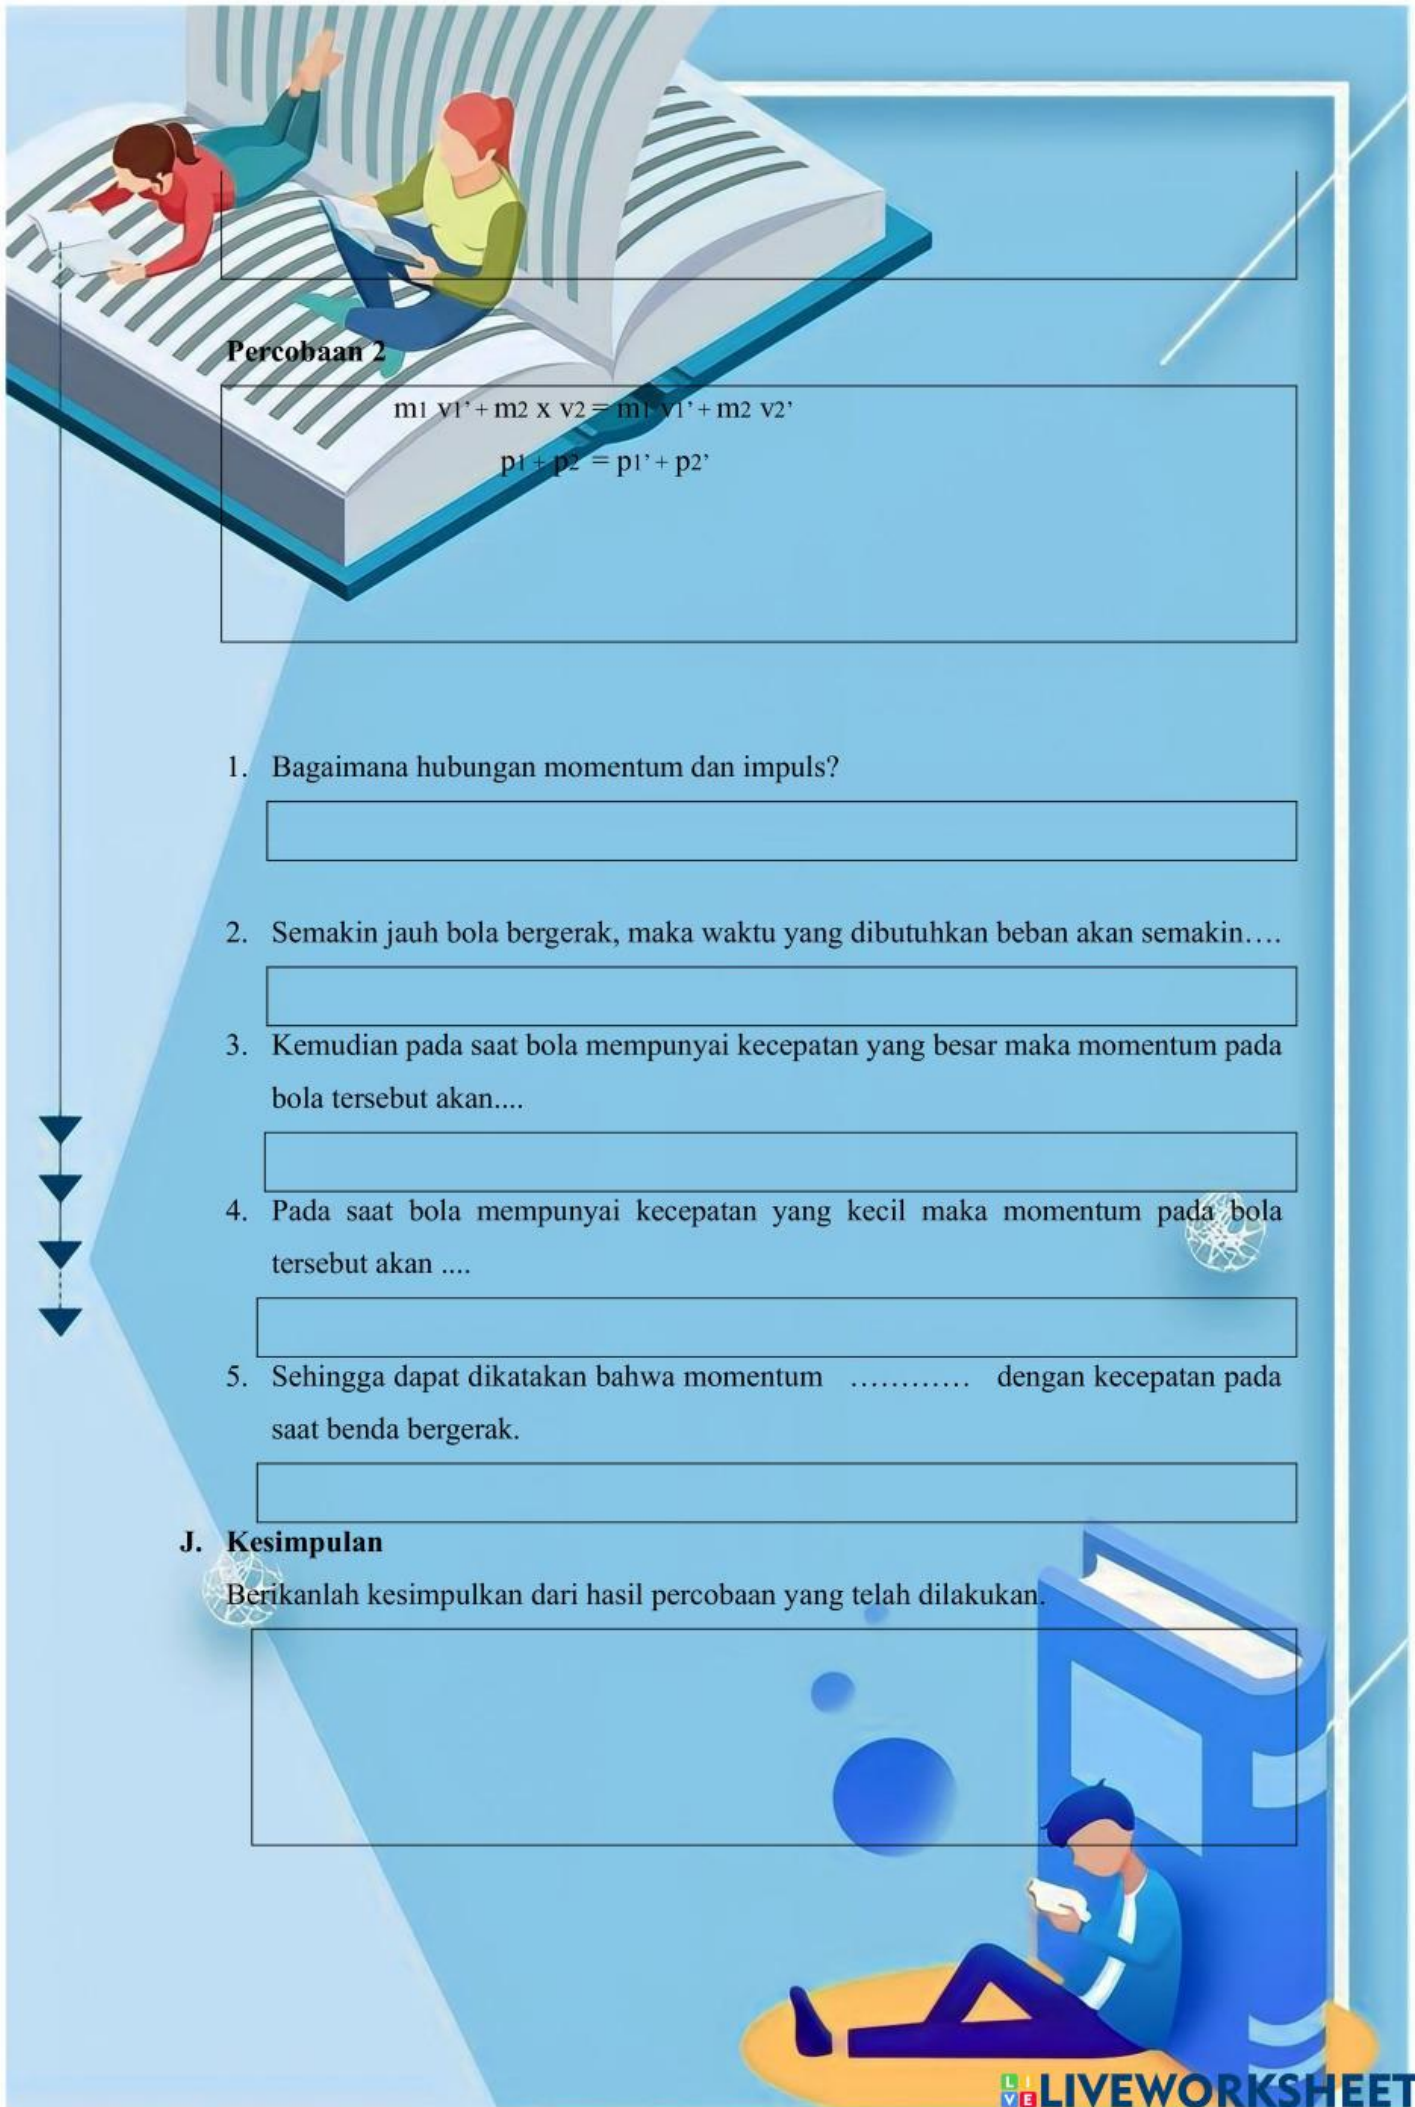 Percobaan 2
m1 v1’ + m2 x v2 = m1 v1’ + m2 v2’
p1 + p2 = p1’ + p2’
1. Bagaimana hubungan momentum dan impuls?
2. Semakin jauh bola bergerak, maka waktu yang dibutuhkan beban akan semakin….
3. Kemudian pada saat bola mempunyai kecepatan yang besar maka momentum pada
bola tersebut akan....
4. Pada saat bola mempunyai kecepatan yang kecil maka momentum pada bola
tersebut akan ....
5. Sehingga dapat dikatakan bahwa momentum ………… dengan kecepatan pada
saat benda bergerak.
J. Kesimpulan
Berikanlah kesimpulkan dari hasil percobaan yang telah dilakukan.
LIVE LIVEWORKSHEET